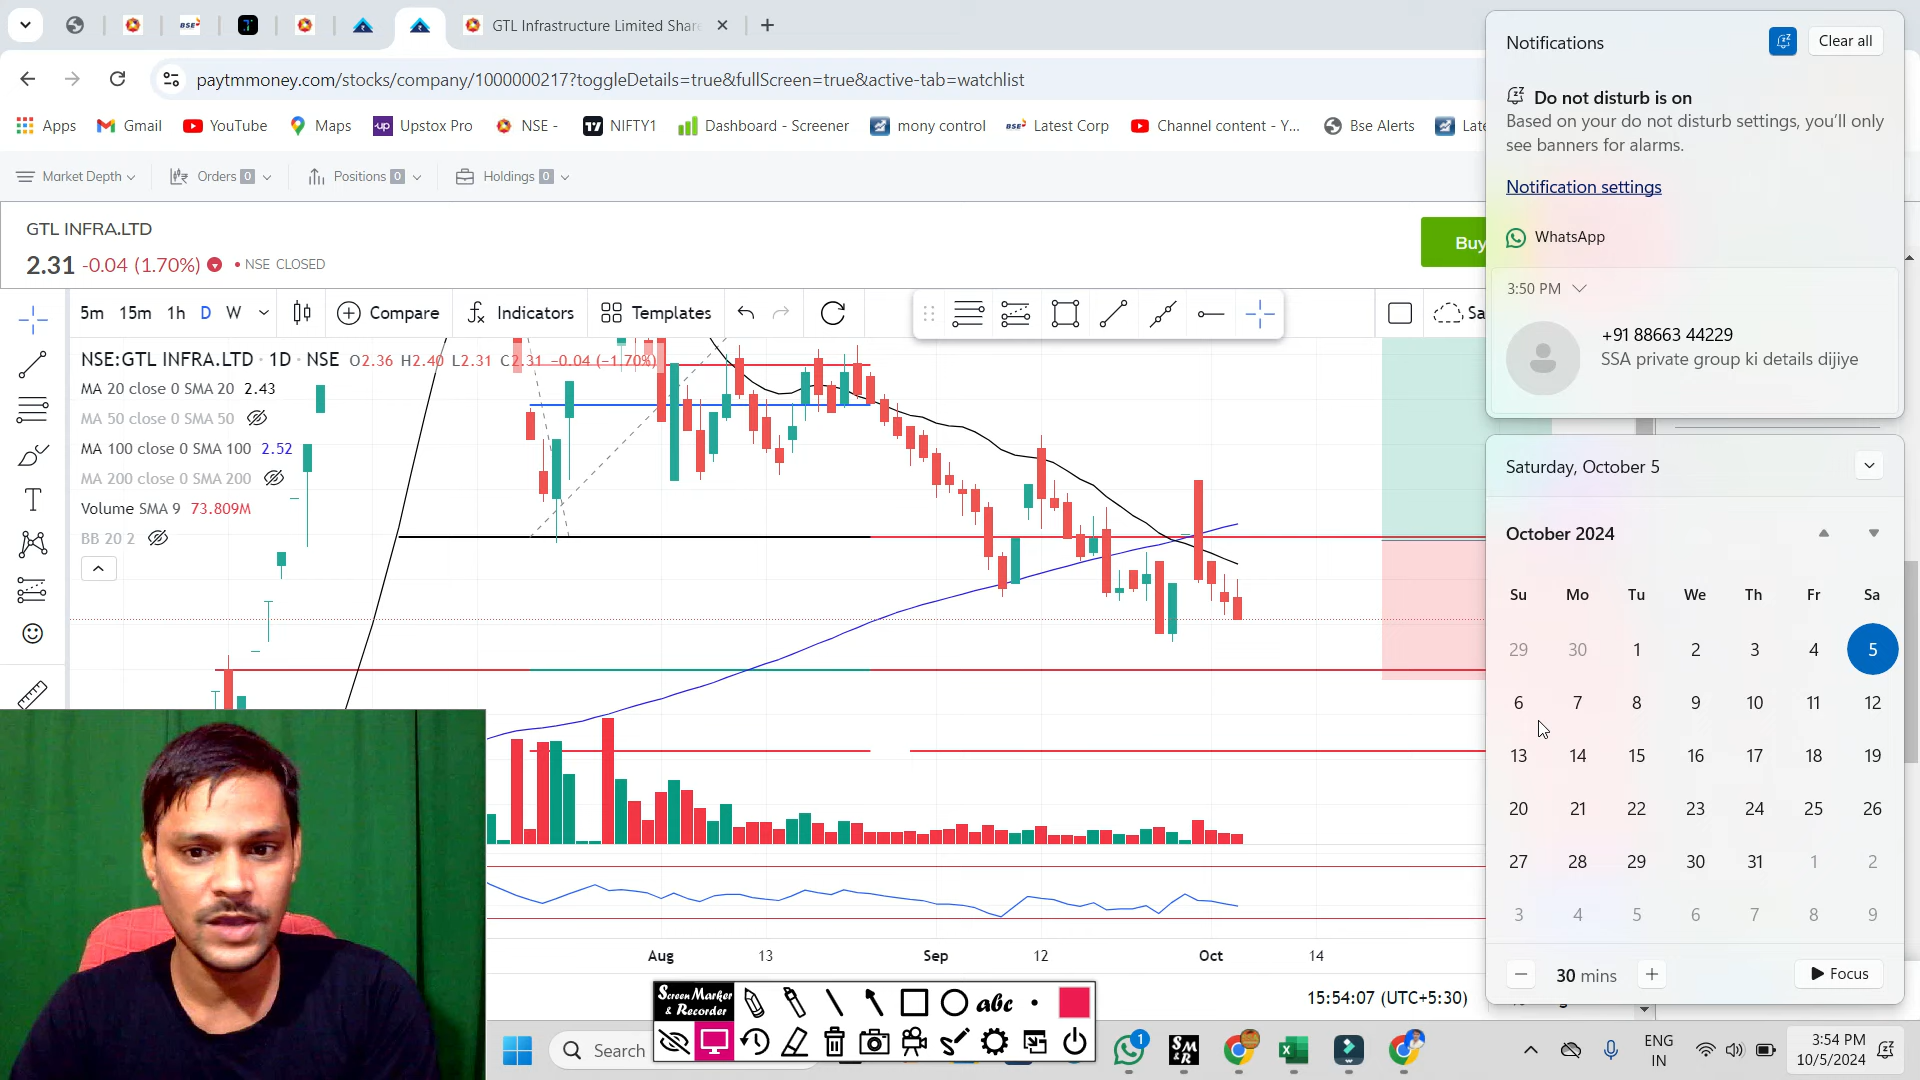 GTL Infrastructure Limited Shar
paytmmoney.com/stocks/company/1000000217?toggleDetails=true&fullScreen=true&active-tab=watchlist
Apps Gmail YouTube Maps up Upstox Pro NSE - NIFTY1 Dashboard - Screener mony control BSE Latest Corp Channel content - Y... Bse Alerts Late
Market Depth Orders 0 Positions 0 Holdings 0
GTL INFRA.LTD
2.31 -0.04 (1.70%) • NSE CLOSED
Buy
5m 15m 1h D W Compare Indicators Templates Sa
NSE:GTL INFRA.LTD · 1D · NSE O2.36 H2.40 L2.31 C2.31 −0.04 (−1.70%)
MA 20 close 0 SMA 20 2.43
MA 50 close 0 SMA 50
MA 100 close 0 SMA 100 2.52
MA 200 close 0 SMA 200
Volume SMA 9 73.809M
BB 20 2
Aug 13 Sep 12 Oct 14
15:54:07 (UTC+5:30)
Screen Marker
& Recorder
abc
Notifications
Clear all
Do not disturb is on
Based on your do not disturb settings, you'll only
see banners for alarms.
Notification settings
WhatsApp
3:50 PM
+91 88663 44229
SSA private group ki details dijiye
Saturday, October 5
October 2024
Su Mo Tu We Th Fr Sa
29 30 1 2 3 4 5
6 7 8 9 10 11 12
13 14 15 16 17 18 19
20 21 22 23 24 25 26
27 28 29 30 31 1 2
3 4 5 6 7 8 9
30 mins
Focus
Search
1
SM
&R
ENG
IN
3:54 PM
10/5/2024